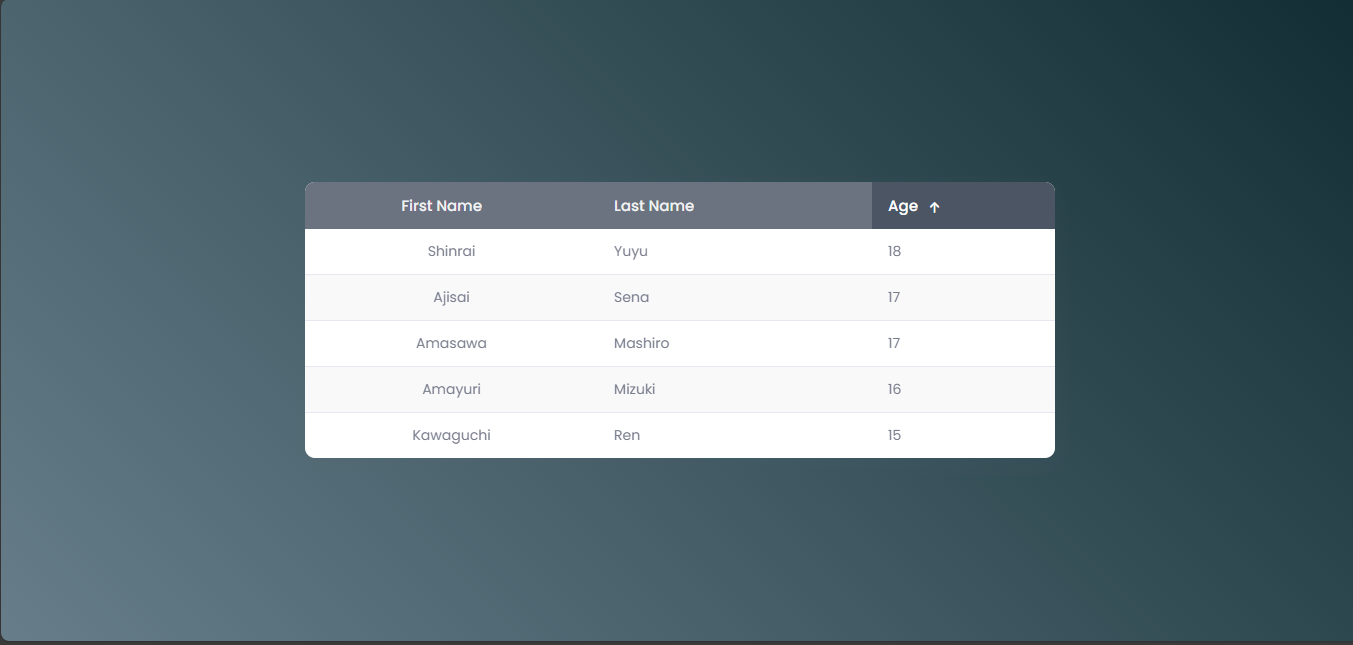 First Name Last Name Age ↑
Shinrai Yuyu 18
Ajisai Sena 17
Amasawa Mashiro 17
Amayuri Mizuki 16
Kawaguchi Ren 15